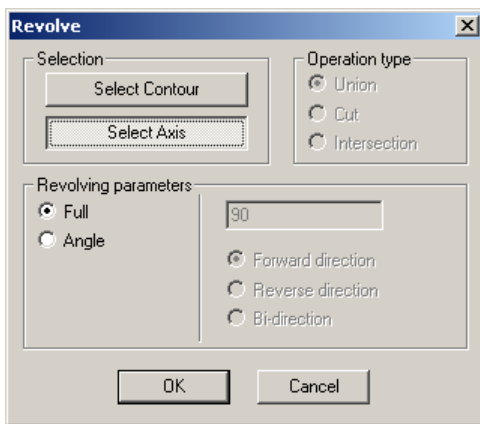 Revolve
Selection
Select Contour
Select Axis
Operation type
Union
Cut
Intersection
Revolving parameters
Full
Angle
90
Forward direction
Reverse direction
Bi-direction
OK
Cancel